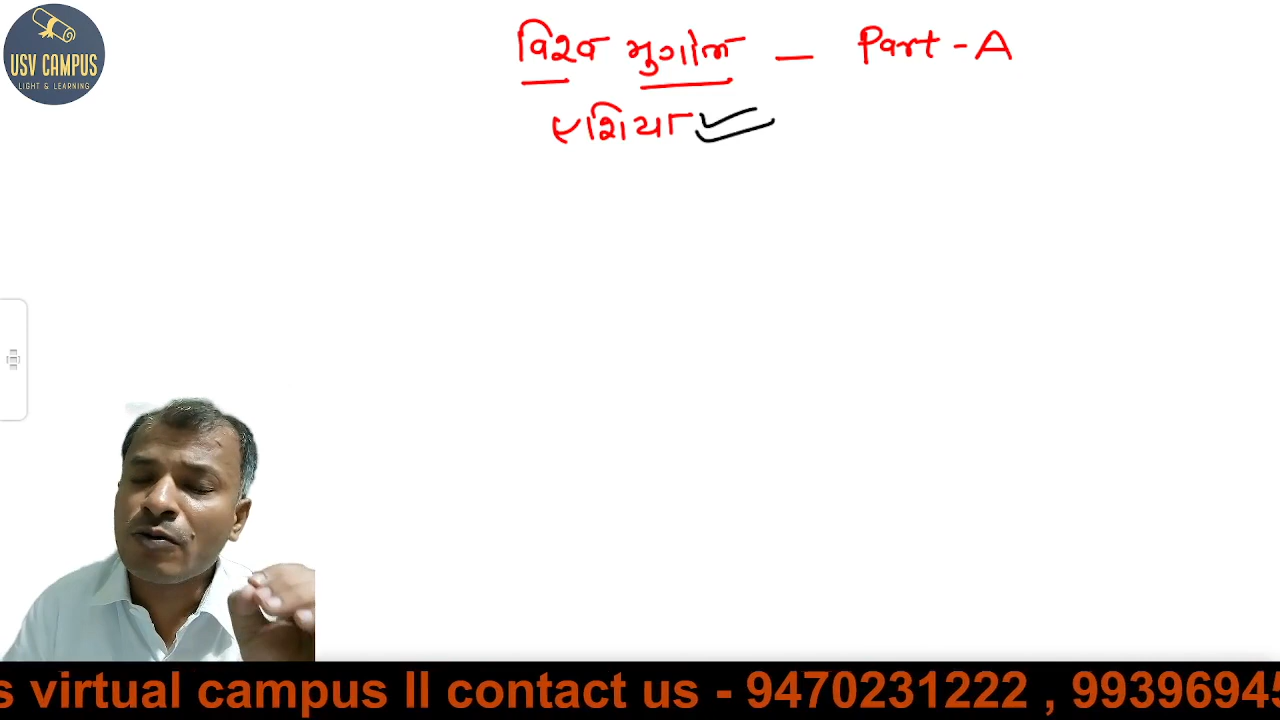 USV CAMPUS
LIGHT & LEARNING
विश्व भुगोल - Part - A
एशिया
s virtual campus II contact us - 9470231222 , 99396945